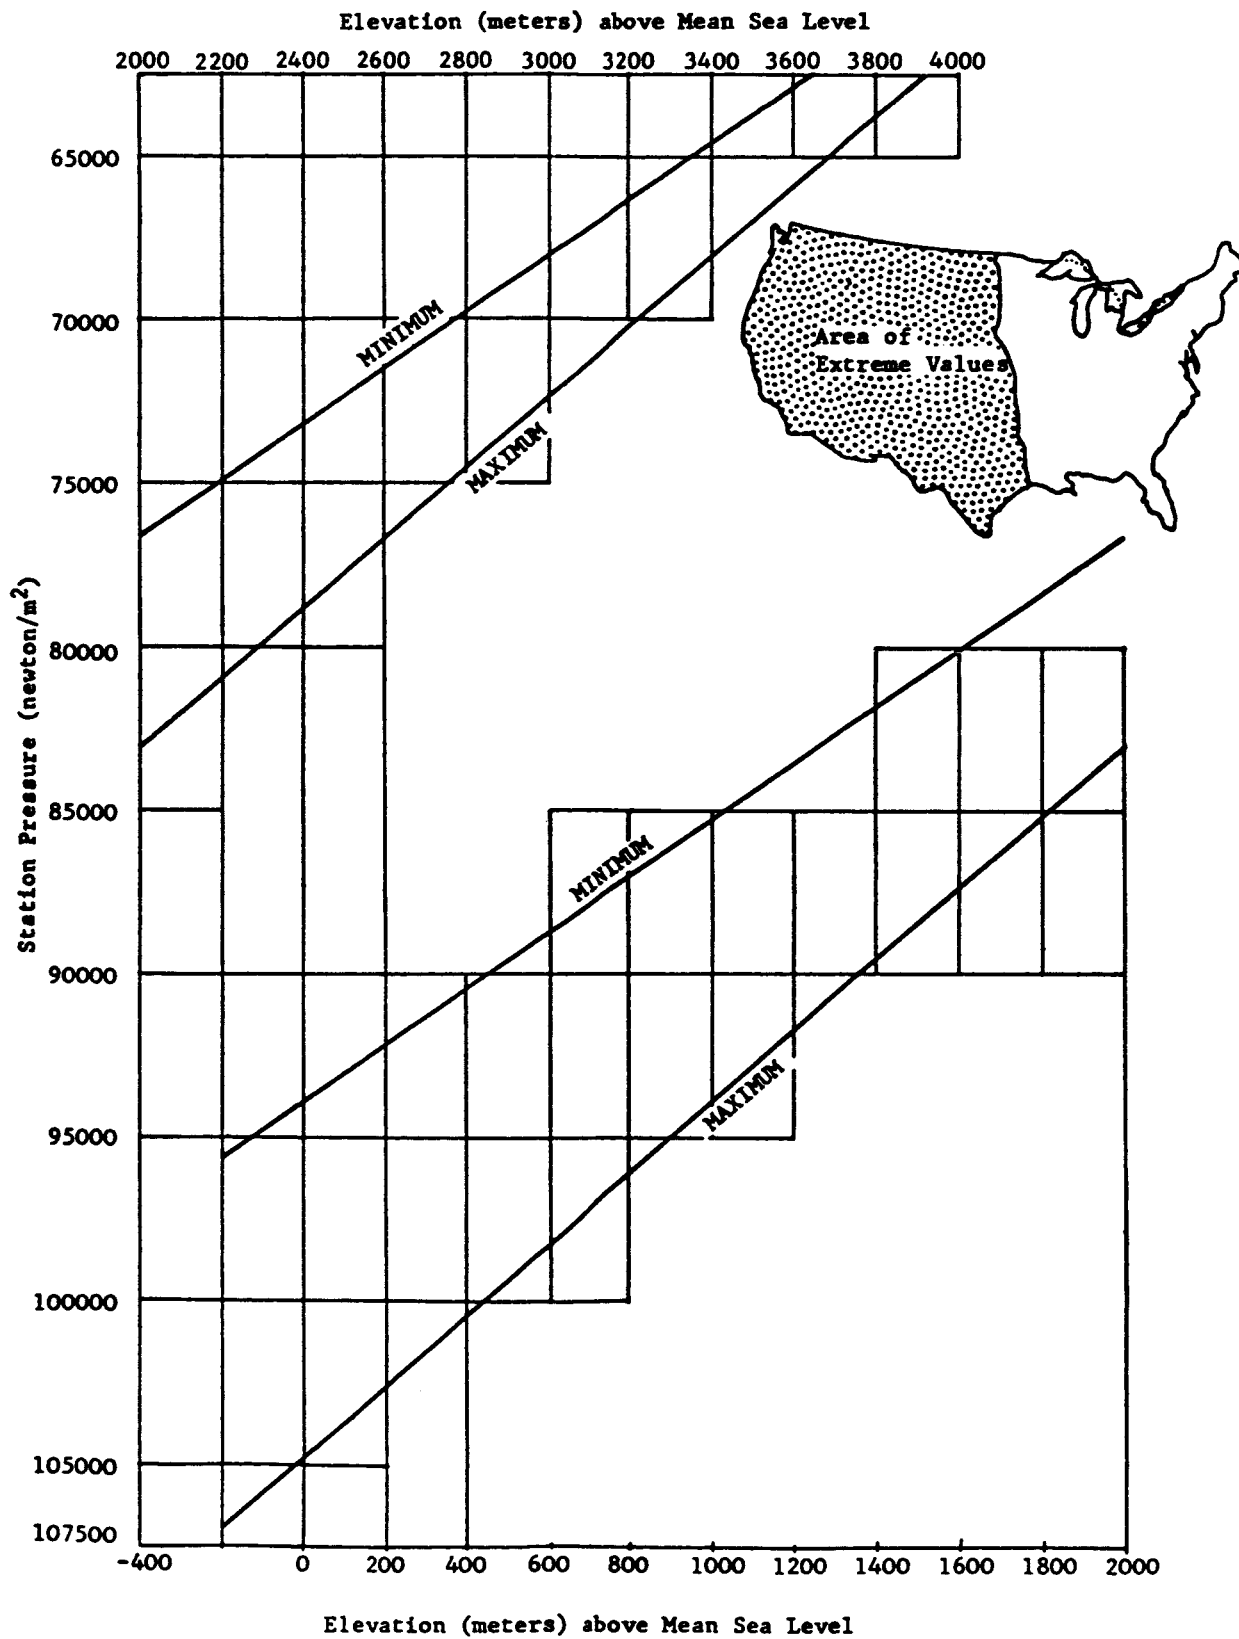 Elevation (meters) above Mean Sea Level
2000 2200 2400 2600 2800 3000 3200 3400 3600 3800 4000
65000
70000
75000
80000
85000
90000
95000
100000
105000
107500
Station Pressure (newton/m²)
MINIMUM
MAXIMUM
Area of
Extreme Values
MINIMUM
MAXIMUM
-400 0 200 400 600 800 1000 1200 1400 1600 1800 2000
Elevation (meters) above Mean Sea Level